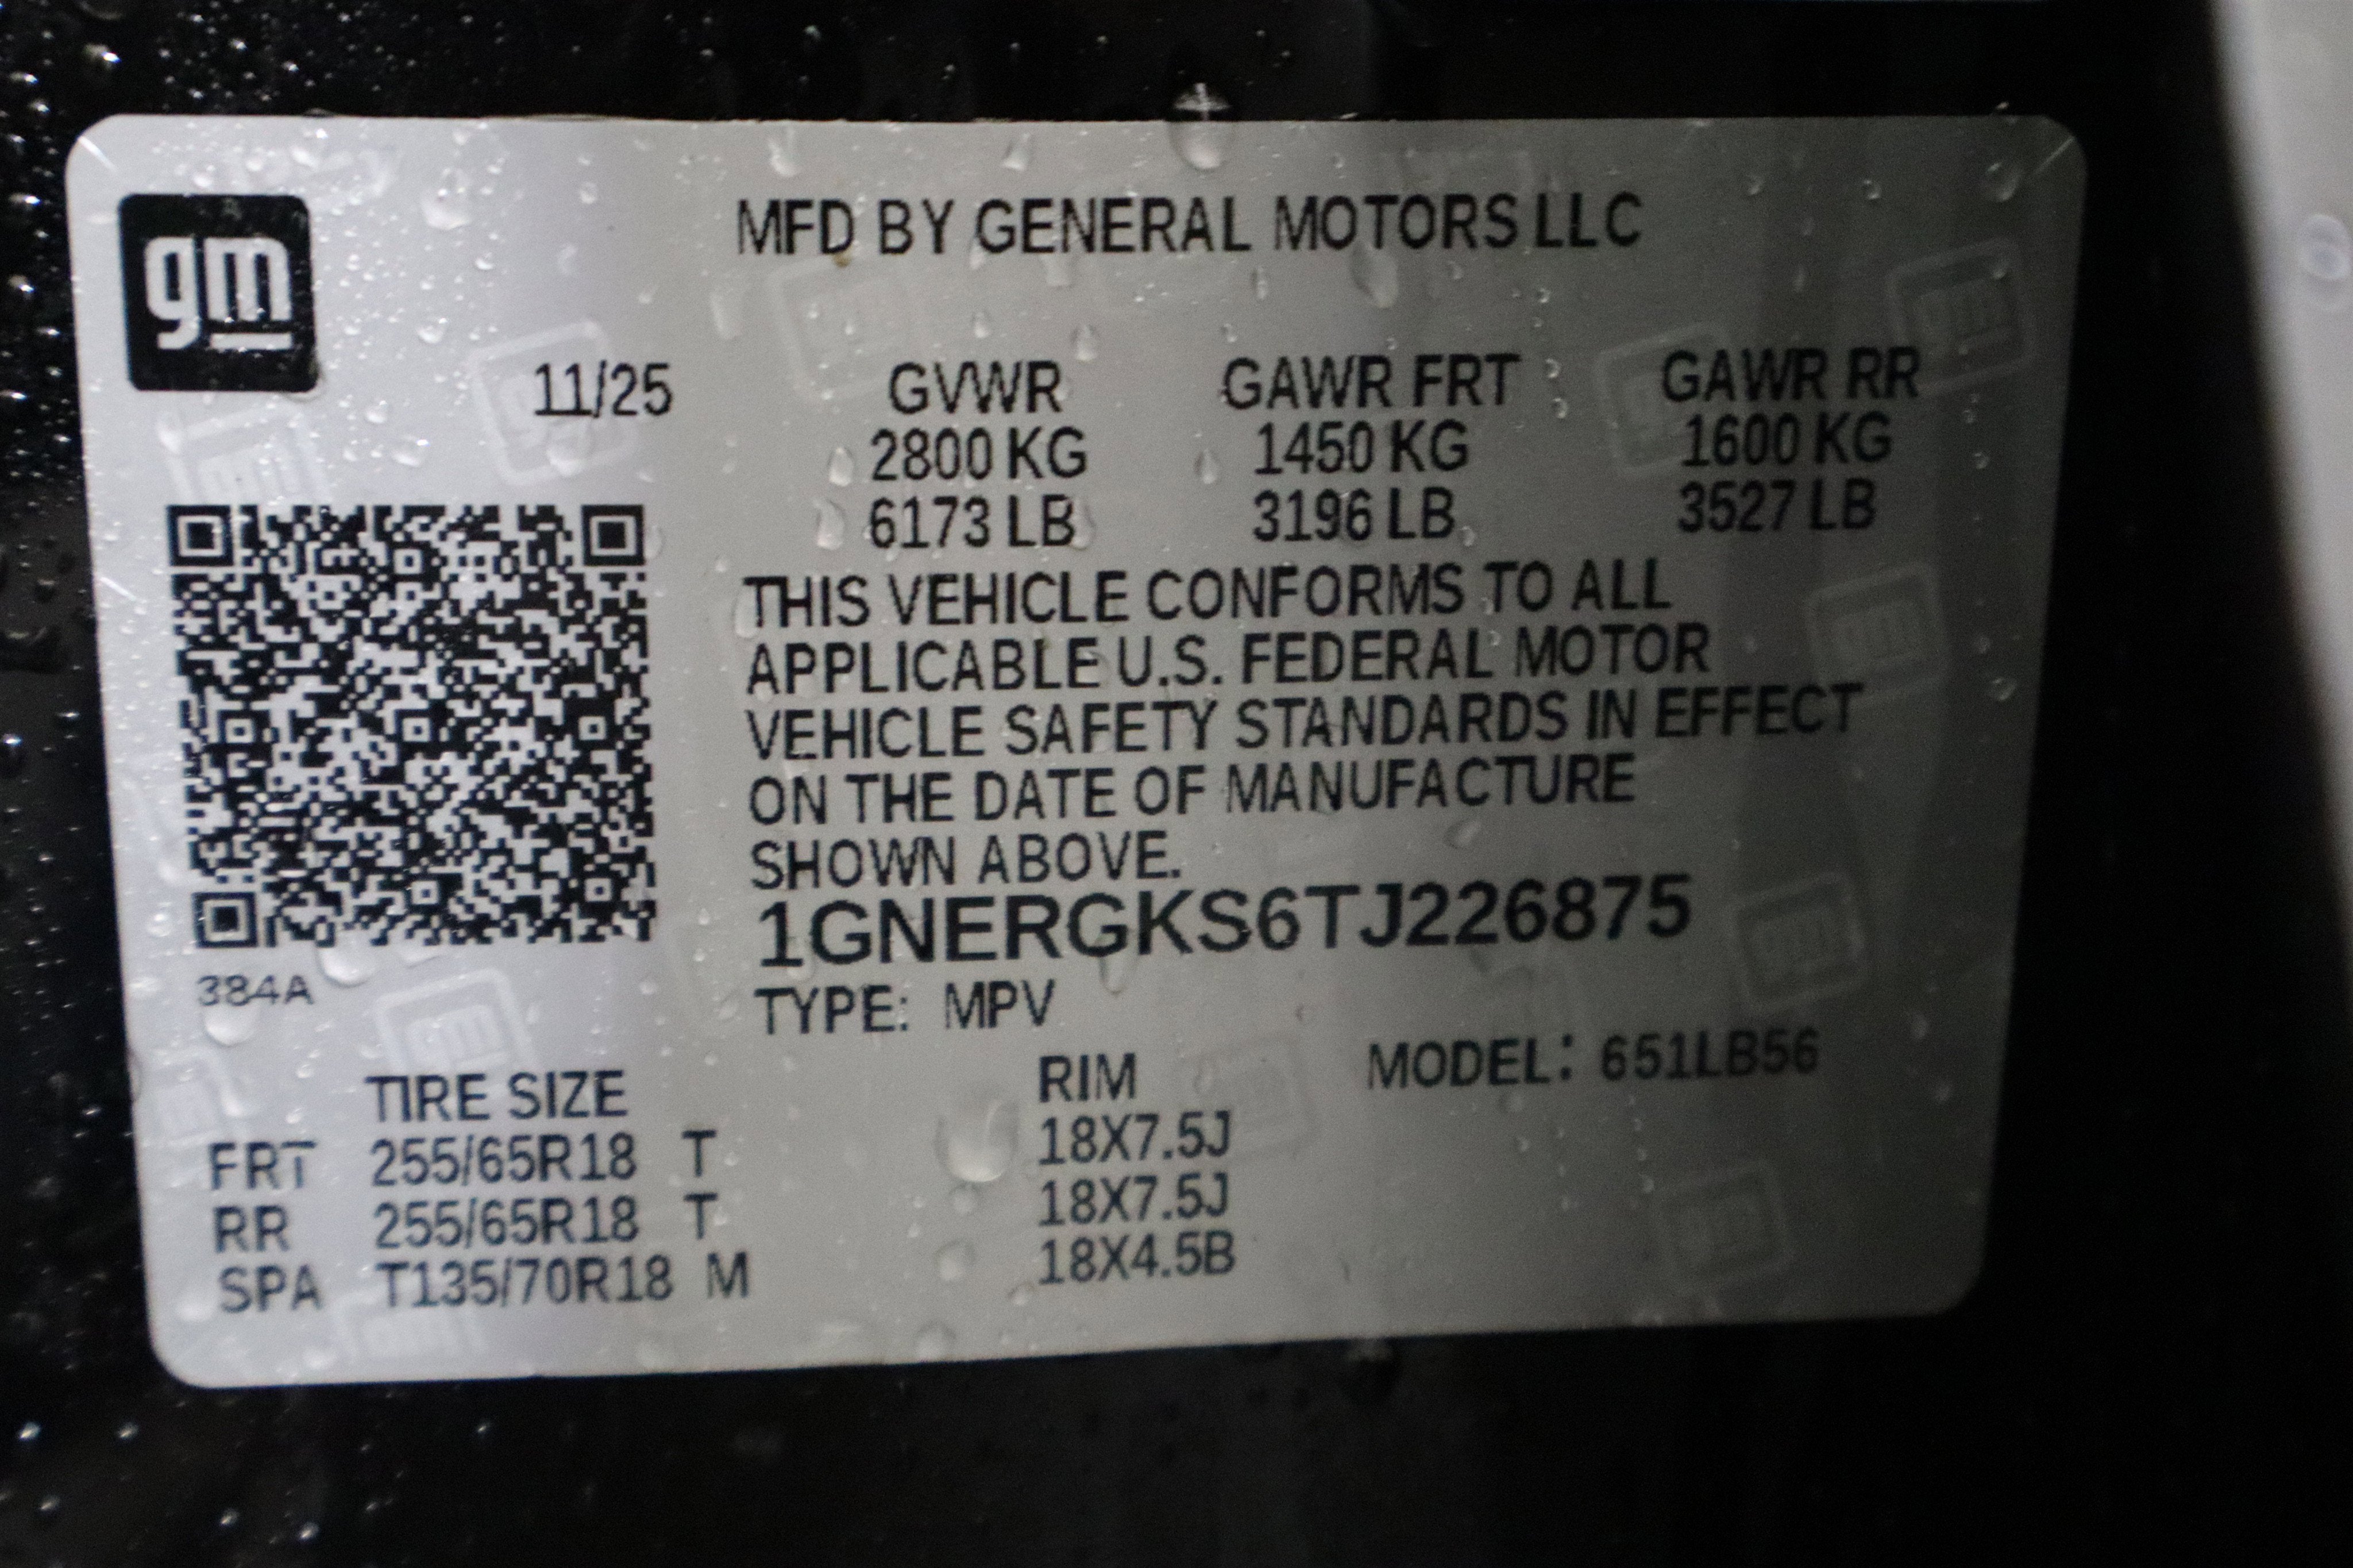 gm
MFD BY GENERAL MOTORS LLC
11/25 GVWR GAWR FRT GAWR RR
2800 KG 1450 KG 1600 KG
6173 LB 3196 LB 3527 LB
THIS VEHICLE CONFORMS TO ALL
APPLICABLE U.S. FEDERAL MOTOR
VEHICLE SAFETY STANDARDS IN EFFECT
ON THE DATE OF MANUFACTURE
SHOWN ABOVE.
1GNERGKS6TJ226875
384A
TYPE: MPV
TIRE SIZE RIM MODEL: 651LB56
FRT 255/65R18 T 18X7.5J
RR 255/65R18 T 18X7.5J
SPA T135/70R18 M 18X4.5B